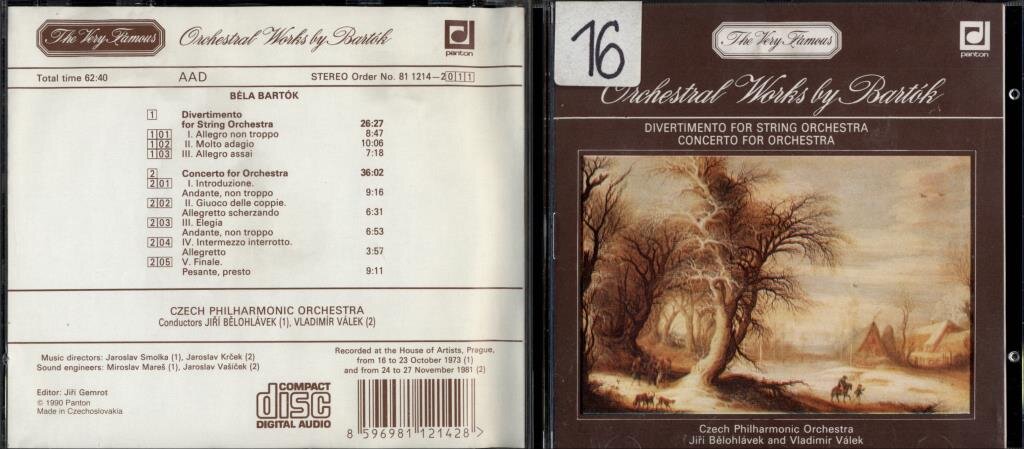 The Very Famous
Orchestral Works by Bartók
panton
Total time 62:40
AAD
STEREO Order No. 81 1214–2 0 1 1
BÉLA BARTÓK
1 Divertimento
for String Orchestra 26:27
1 01 I. Allegro non troppo 8:47
1 02 II. Molto adagio 10:06
1 03 III. Allegro assai 7:18
2 Concerto for Orchestra 36:02
2 01 I. Introduzione.
Andante, non troppo 9:16
2 02 II. Giuoco delle coppie.
Allegretto scherzando 6:31
2 03 III. Elegia
Andante, non troppo 6:53
2 04 IV. Intermezzo interrotto.
Allegretto 3:57
2 05 V. Finale.
Pesante, presto 9:11
CZECH PHILHARMONIC ORCHESTRA
Conductors JIŘÍ BĚLOHLÁVEK (1), VLADIMÍR VÁLEK (2)
Music directors: Jaroslav Smolka (1), Jaroslav Krček (2)
Sound engineers: Miroslav Mareš (1), Jaroslav Vašíček (2)
Recorded at the House of Artists, Prague,
from 16 to 23 October 1973 (1)
and from 24 to 27 November 1981 (2)
Editor: Jiří Gemrot
© 1990 Panton
Made in Czechoslovakia
COMPACT
disc
DIGITAL AUDIO
8 596981 121428 >
16
The Very Famous
panton
Orchestral Works by Bartók
DIVERTIMENTO FOR STRING ORCHESTRA
CONCERTO FOR ORCHESTRA
Czech Philharmonic Orchestra
Jiří Bělohlávek and Vladimír Válek